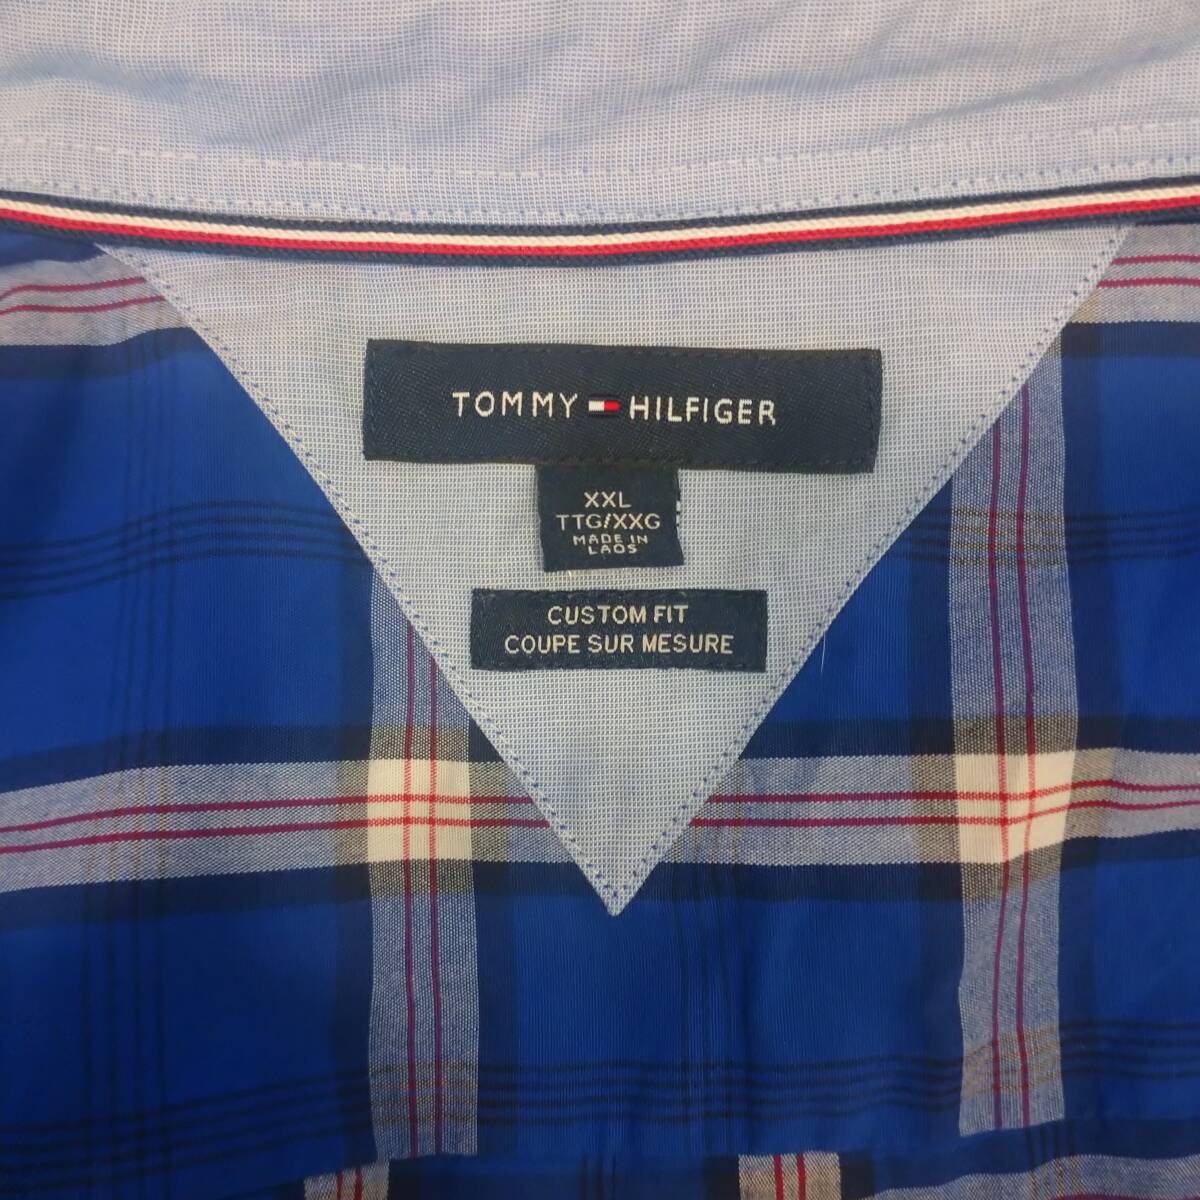 TOMMY HILFIGER
XXL
TTG/XXG
MADE IN
LAOS
CUSTOM FIT
COUPE SUR MESURE